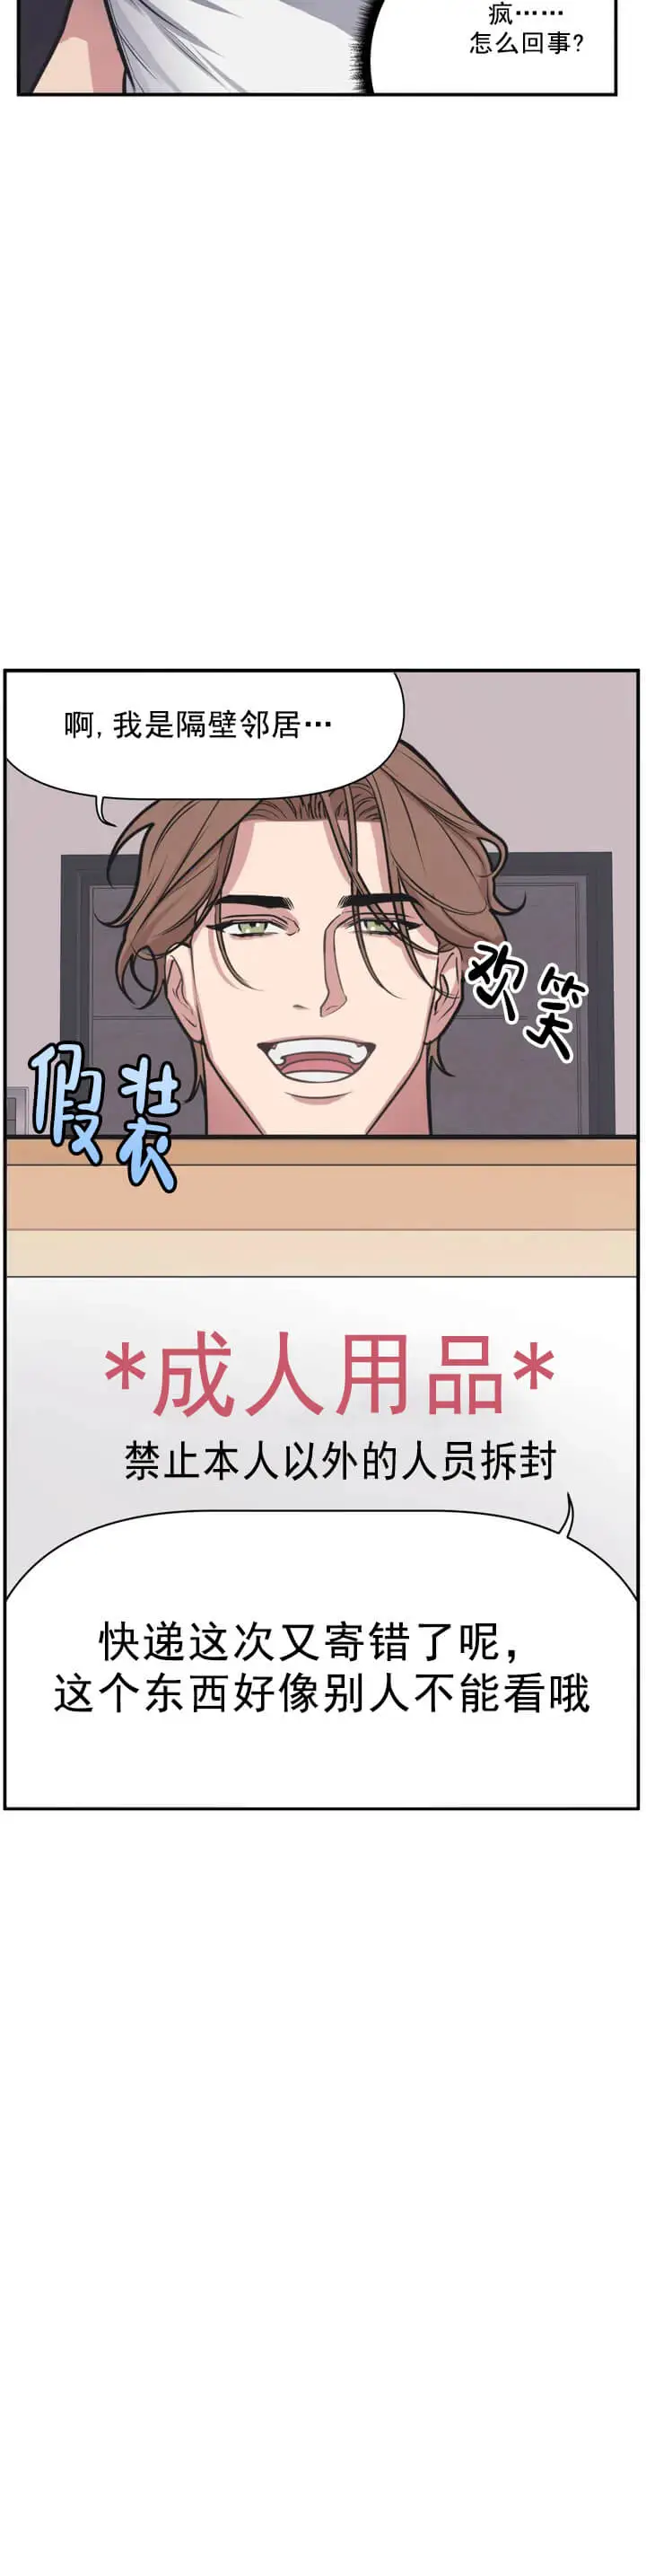 疯……
怎么回事?
啊,我是隔壁邻居…
欢笑
假装
*成人用品*
禁止本人以外的人员拆封
快递这次又寄错了呢，
这个东西好像别人不能看哦